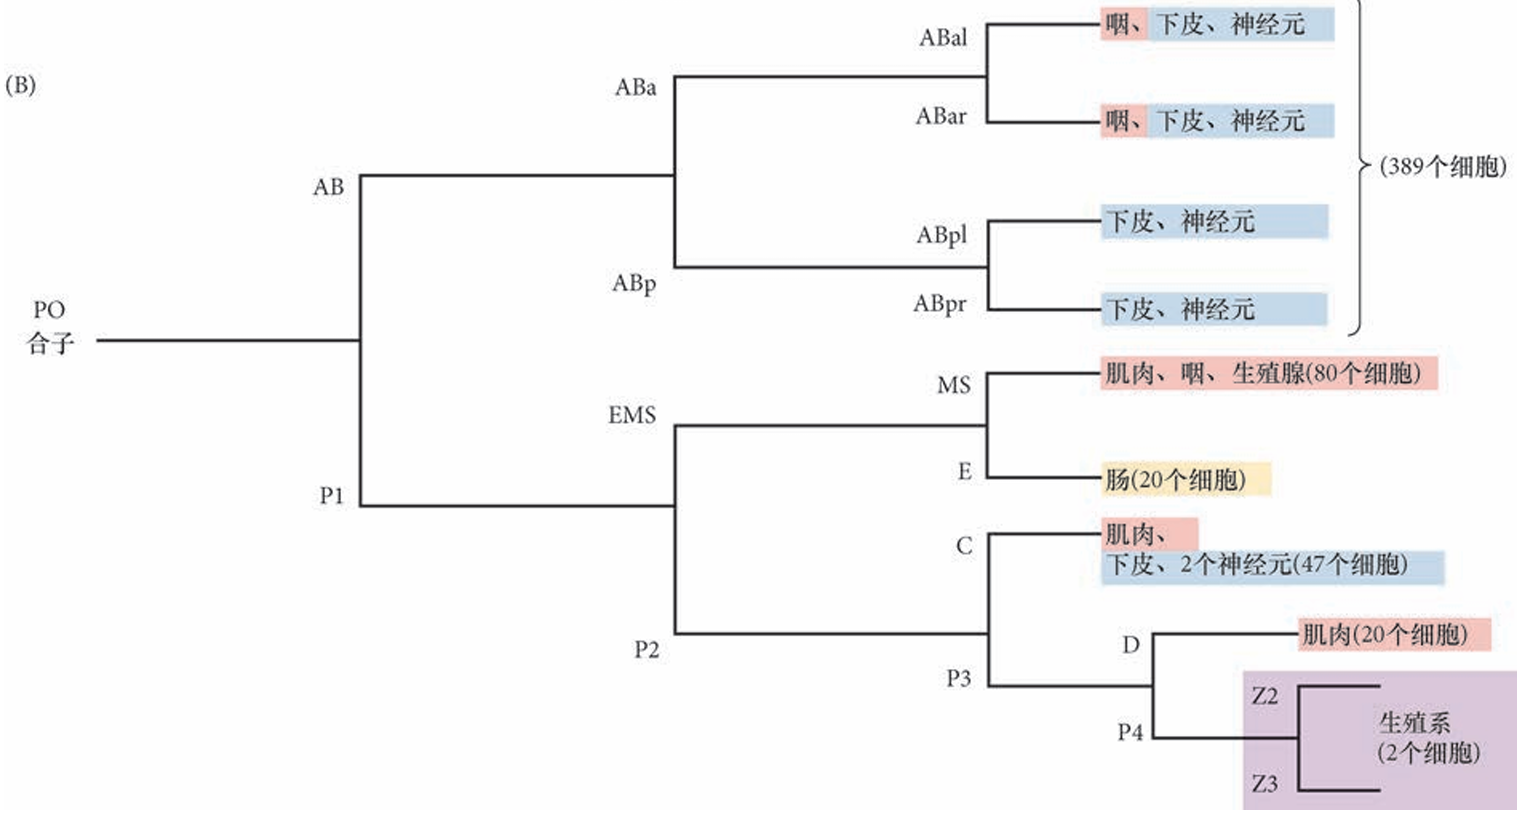 (B)
PO
合子
AB
P1
ABa
ABp
EMS
P2
ABal
ABar
ABpl
ABpr
MS
E
C
P3
D
P4
Z2
Z3
咽、下皮、神经元
咽、下皮、神经元
下皮、神经元
下皮、神经元
(389个细胞)
肌肉、咽、生殖腺(80个细胞)
肠(20个细胞)
肌肉、
下皮、2个神经元(47个细胞)
肌肉(20个细胞)
生殖系
(2个细胞)